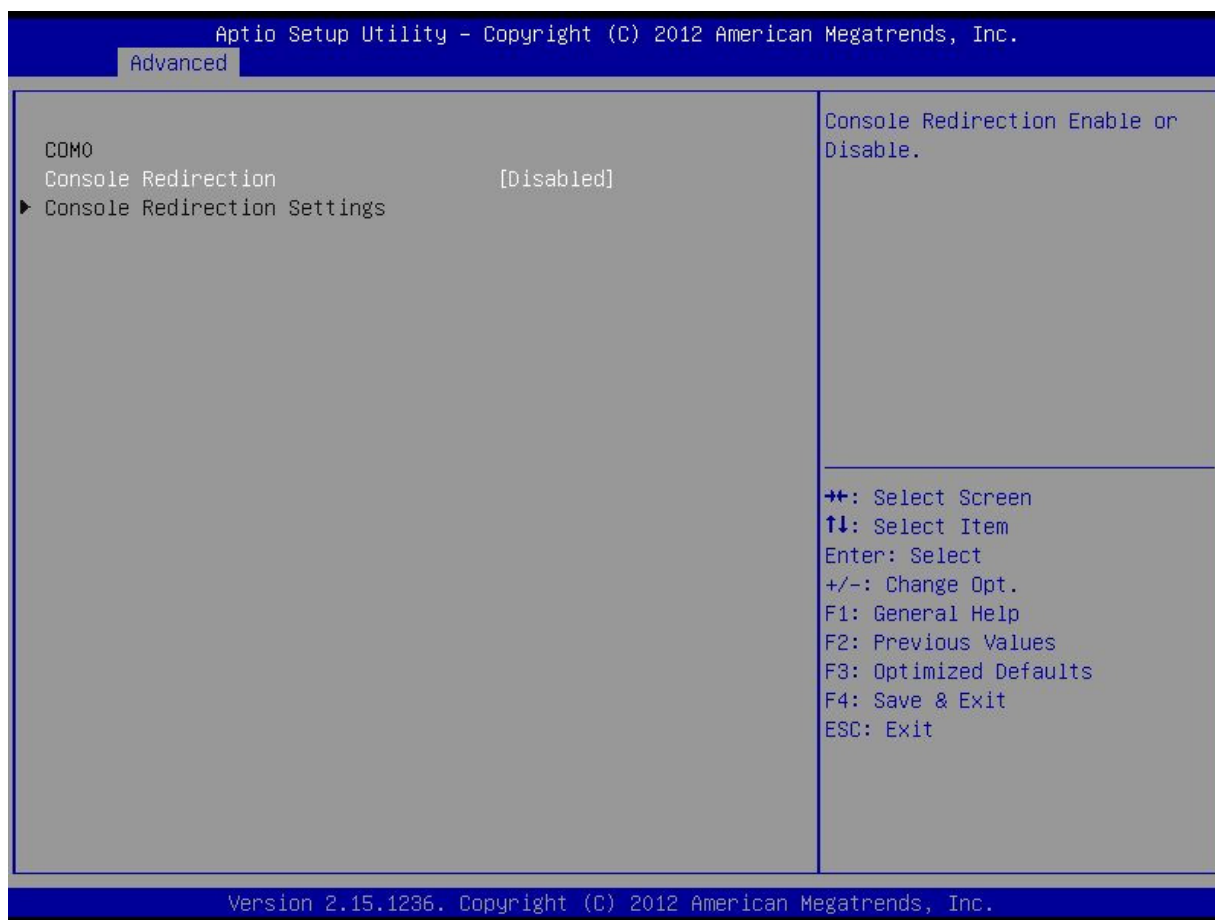 Aptio Setup Utility – Copyright (C) 2012 American Megatrends, Inc.
Advanced
COM0
Console Redirection [Disabled]
▶ Console Redirection Settings
Console Redirection Enable or
Disable.
→←: Select Screen
↑↓: Select Item
Enter: Select
+/-: Change Opt.
F1: General Help
F2: Previous Values
F3: Optimized Defaults
F4: Save & Exit
ESC: Exit
Version 2.15.1236. Copyright (C) 2012 American Megatrends, Inc.